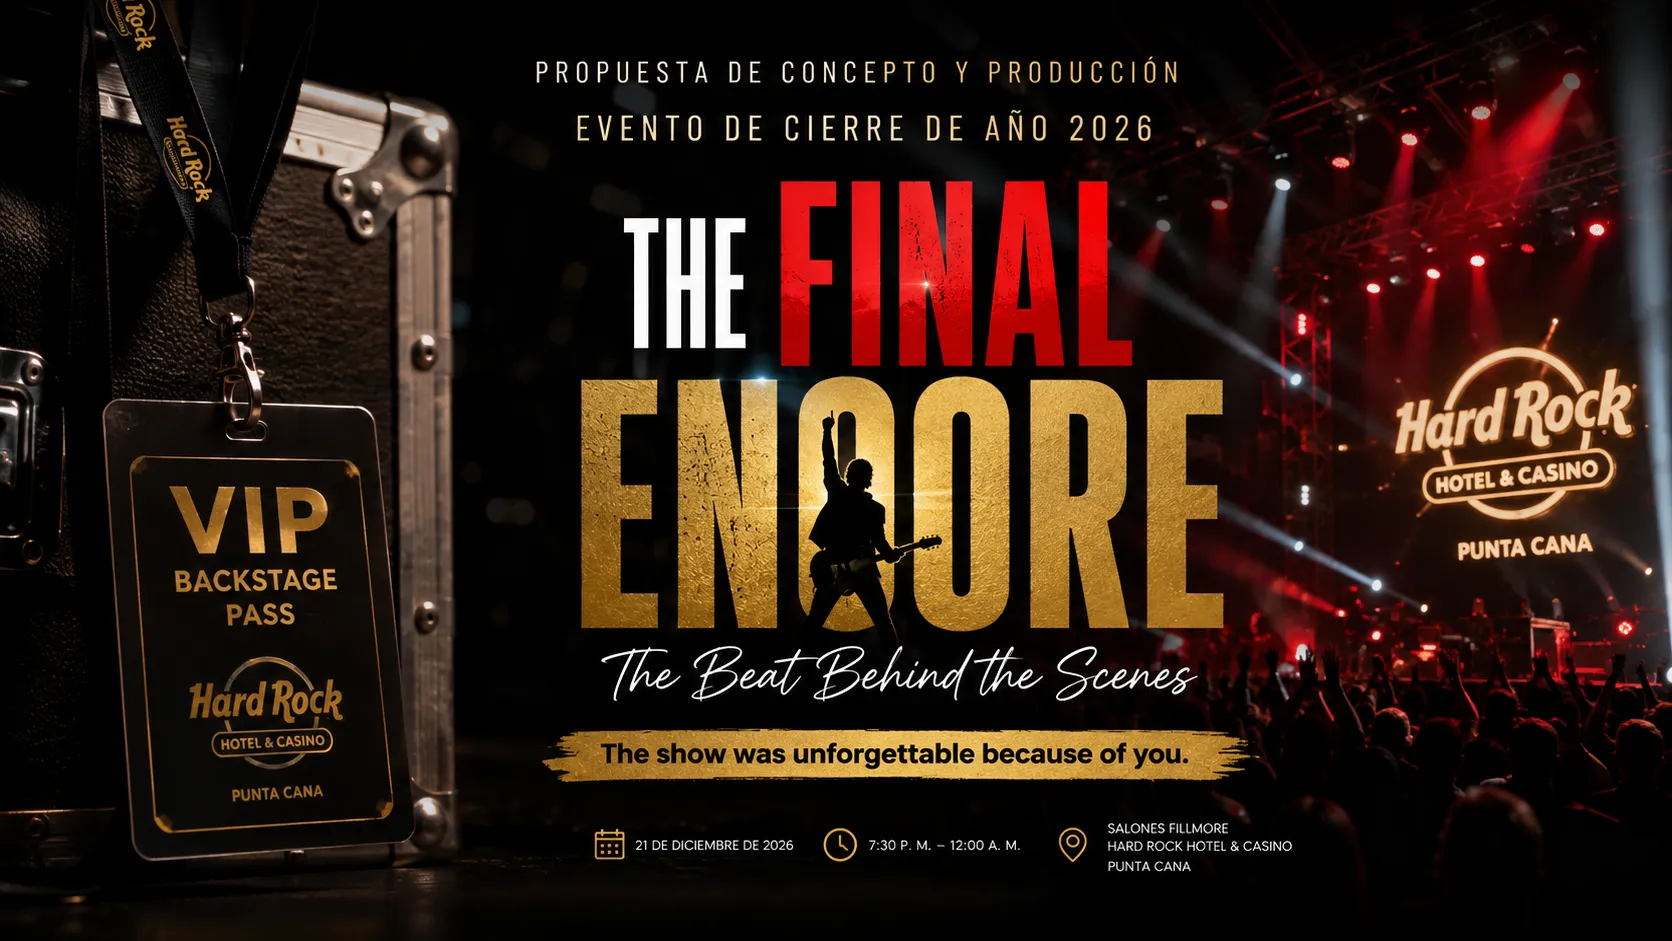 Hard Rock
Hard Rock
PROPUESTA DE CONCEPTO Y PRODUCCIÓN
EVENTO DE CIERRE DE AÑO 2026
THE FINAL
ENCORE
The Beat Behind the Scenes
The show was unforgettable because of you.
21 DE DICIEMBRE DE 2026
7:30 P. M. – 12:00 A. M.
SALONES FILLMORE
HARD ROCK HOTEL & CASINO
PUNTA CANA
VIP
BACKSTAGE
PASS
Hard Rock
HOTEL & CASINO
PUNTA CANA
Hard Rock
HOTEL & CASINO
PUNTA CANA